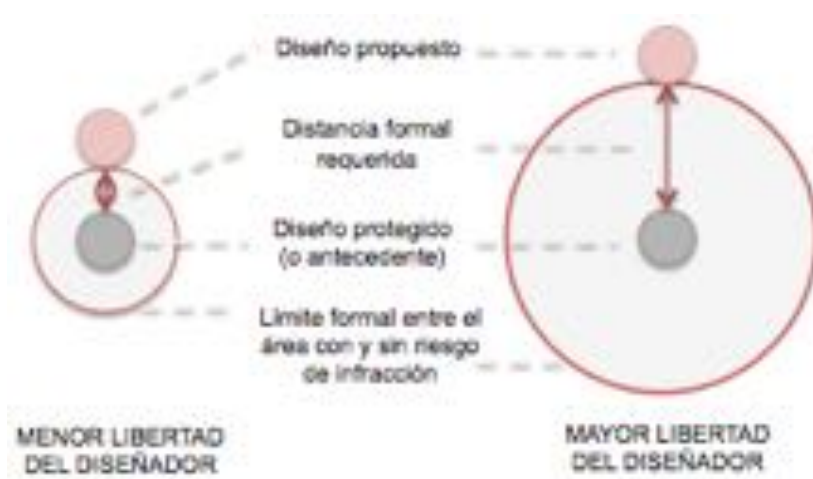 Diseño propuesto
Distancia formal
requerida
Diseño protegido
(o antecedente)
Límite formal entre el
área con y sin riesgo
de infracción
MENOR LIBERTAD
DEL DISEÑADOR
MAYOR LIBERTAD
DEL DISEÑADOR